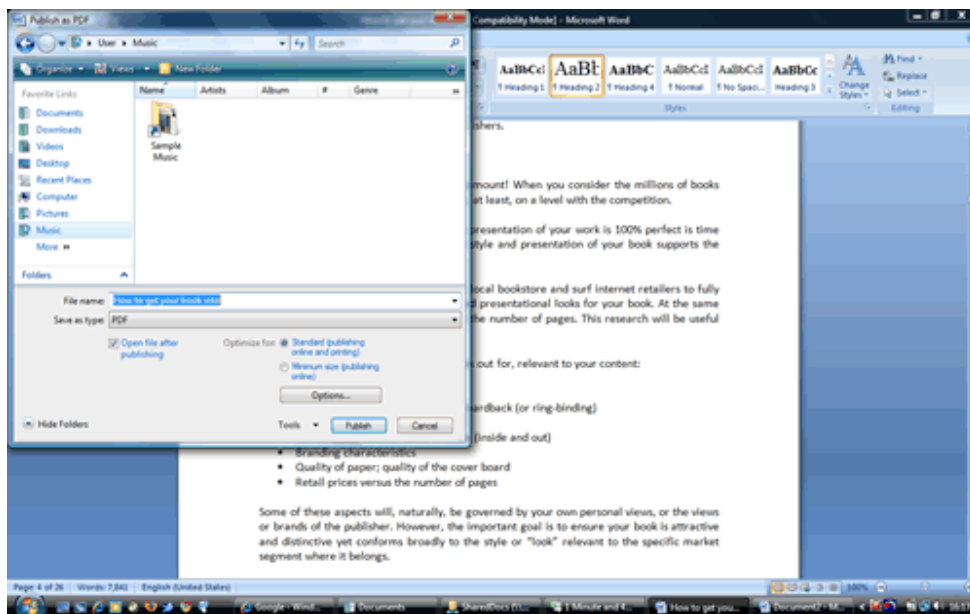 Publish as PDF
[Compatibility Mode] - Microsoft Word
User Music
Search
Organize Views New Folder
Favorite Links
Documents
Downloads
Videos
Desktop
Recent Places
Computer
Pictures
Music
More
Folders
Name Artists Album # Genre
Sample
Music
File name: How to get your book into
Save as type: PDF
Open file after
publishing
Optimize for: Standard (publishing
online and printing)
Minimum size (publishing
online)
Options...
Hide Folders
Tools Publish Cancel
AaBbCcI AaBb AaBbC AaBbCcI AaBbCcI AaBbCc
¶ Heading 1 ¶ Heading 2 ¶ Heading 4 ¶ Normal ¶ No Spaci... Heading 3
Change
Styles
Styles
Find
Replace
Select
Editing
shers.
mount! When you consider the millions of books
at least, on a level with the competition.
presentation of your work is 100% perfect is time
style and presentation of your book supports the
local bookstore and surf internet retailers to fully
d presentational looks for your book. At the same
the number of pages. This research will be useful
out for, relevant to your content:
ardback (or ring-binding)
(inside and out)
▪ Branding characteristics
▪ Quality of paper; quality of the cover board
▪ Retail prices versus the number of pages
Some of these aspects will, naturally, be governed by your own personal views, or the views
or brands of the publisher. However, the important goal is to ensure your book is attractive
and distinctive yet conforms broadly to the style or "look" relevant to the specific market
segment where it belongs.
Page: 4 of 26 Words: 7,841 English (United States) 100%
Google - Wind... Documents SharedDocs 1 Minute and 4... How to get you... Document2 - M...